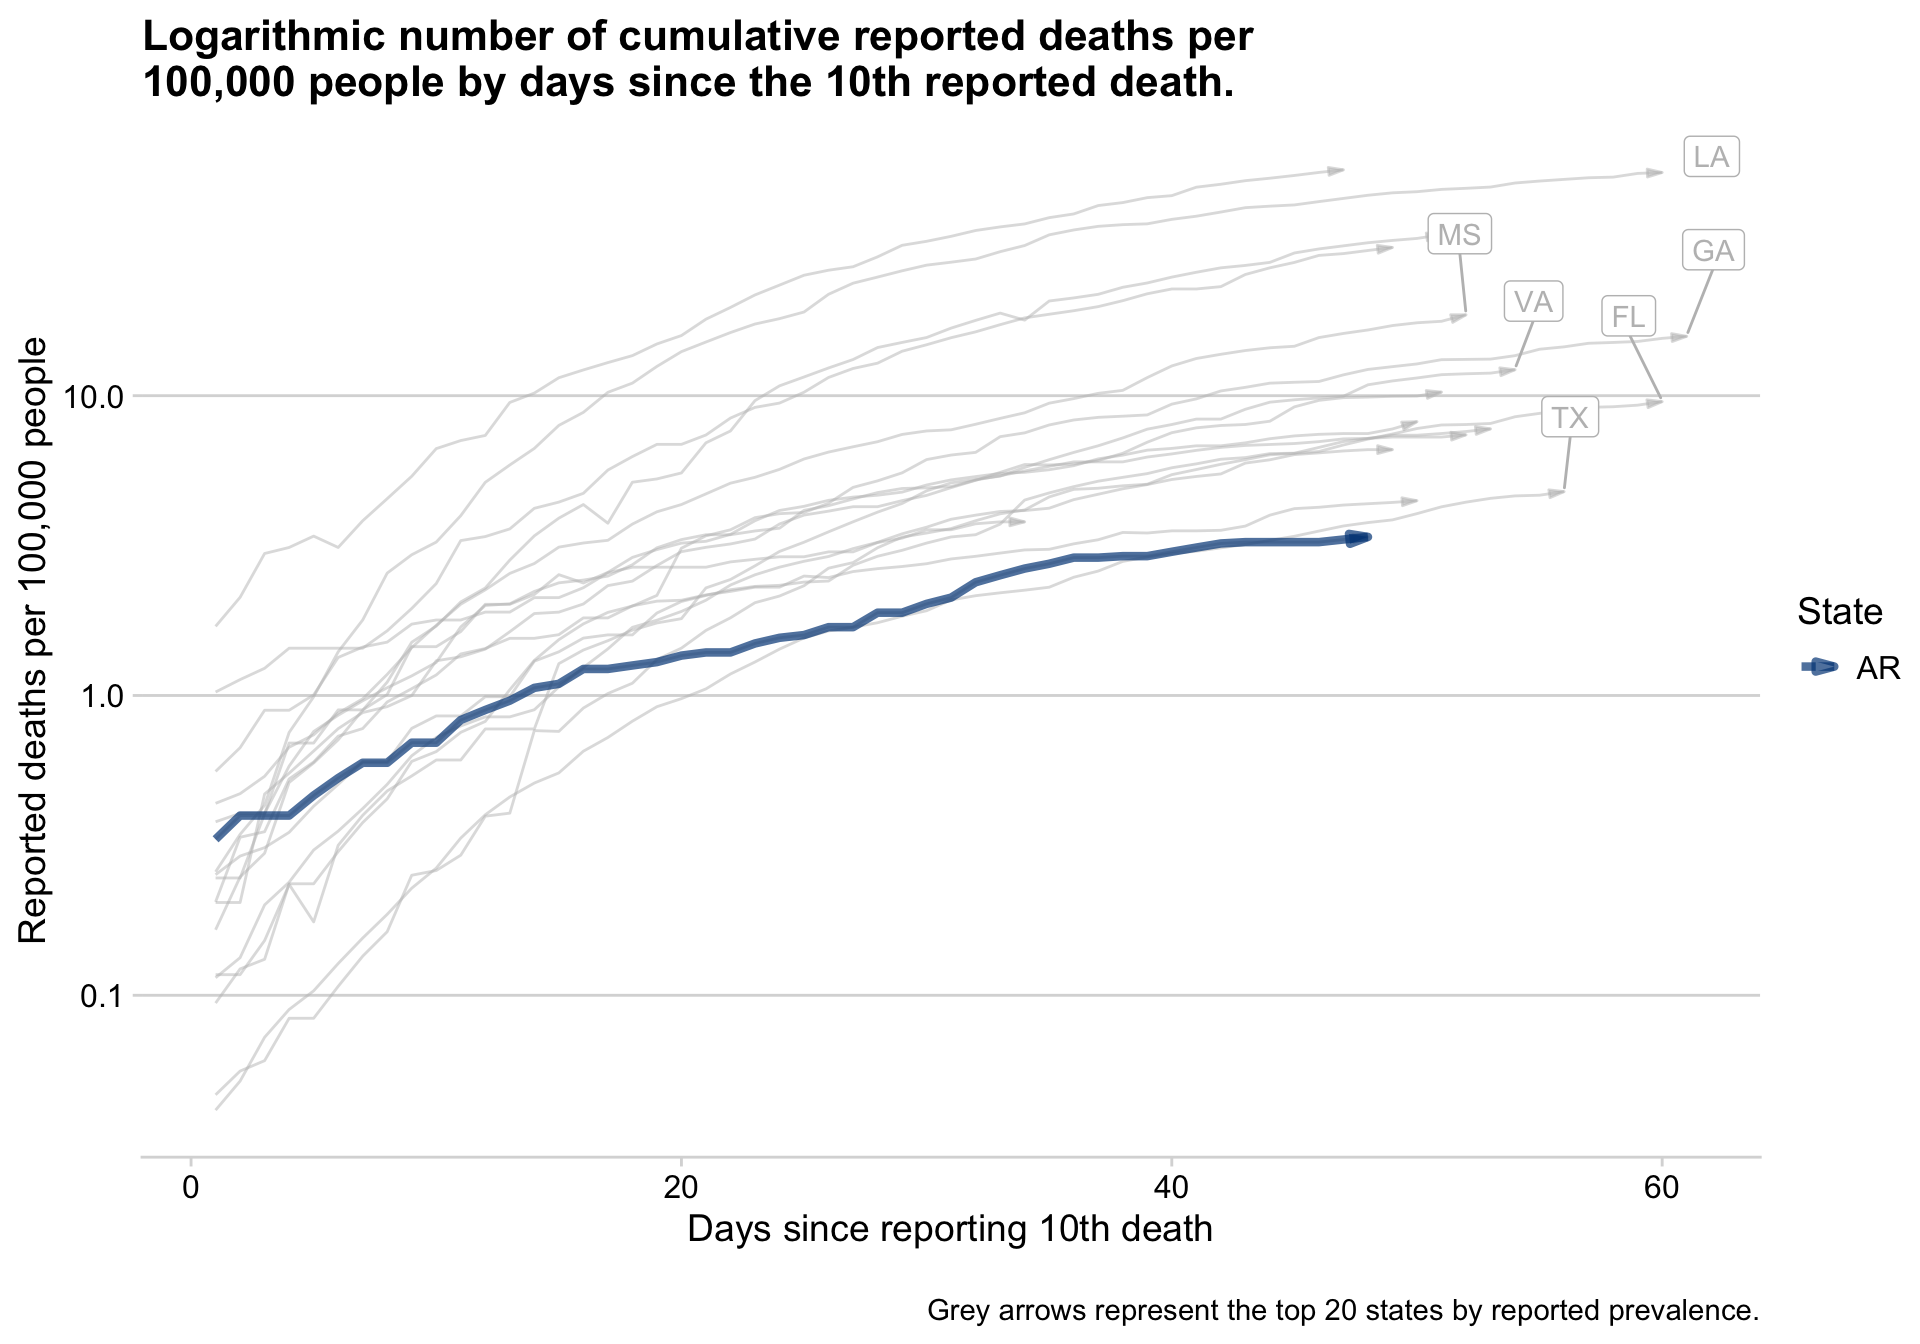 Logarithmic number of cumulative reported deaths per
100,000 people by days since the 10th reported death.
LA
MS
GA
VA
FL
TX
10.0
1.0
0.1
Reported deaths per 100,000 people
State
AR
0
20
40
60
Days since reporting 10th death
Grey arrows represent the top 20 states by reported prevalence.